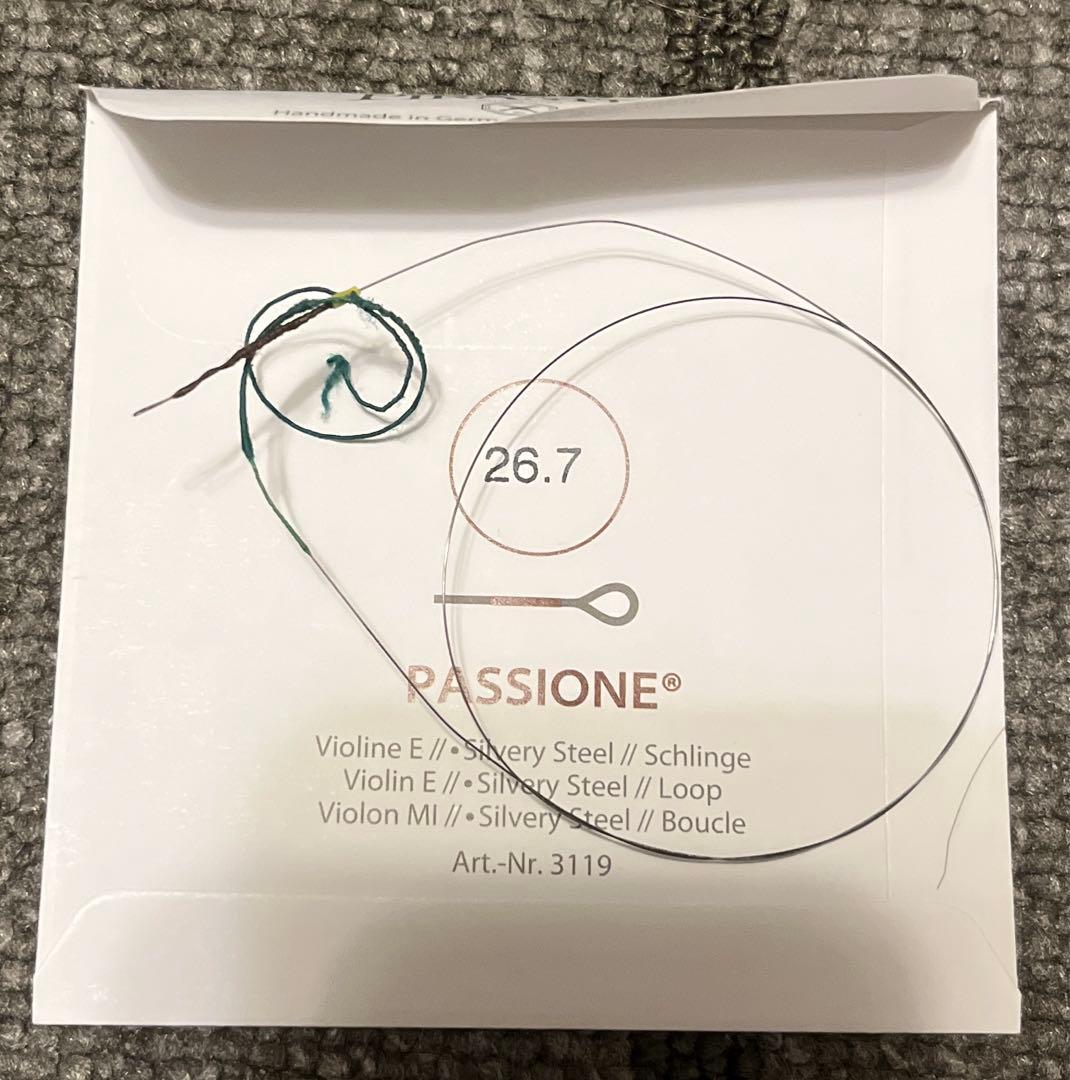 Handmade in Germ
26.7
PASSIONE®
Violine E // • Silvery Steel // Schlinge
Violin E // • Silvery Steel // Loop
Violon MI // • Silvery Steel // Boucle
Art.-Nr. 3119